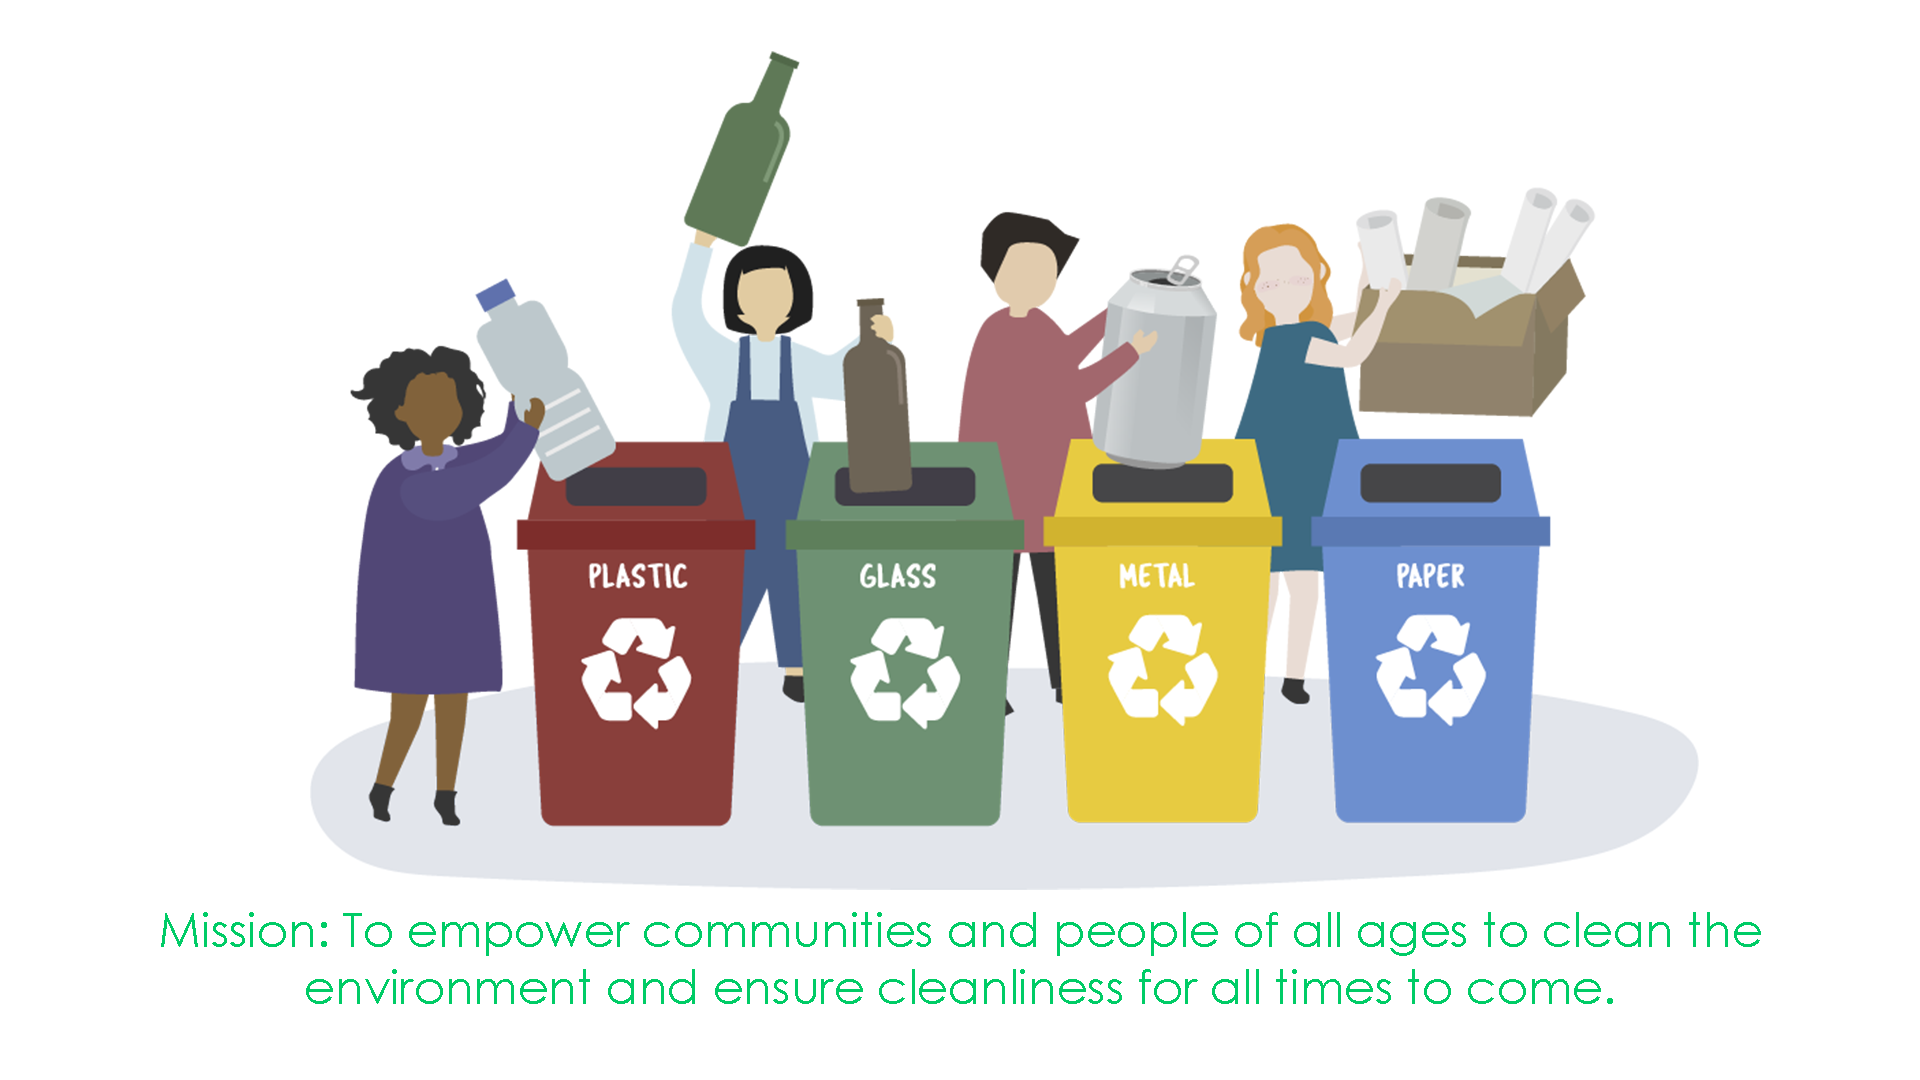 PLASTIC
GLASS
METAL
PAPER
Mission: To empower communities and people of all ages to clean the
environment and ensure cleanliness for all times to come.